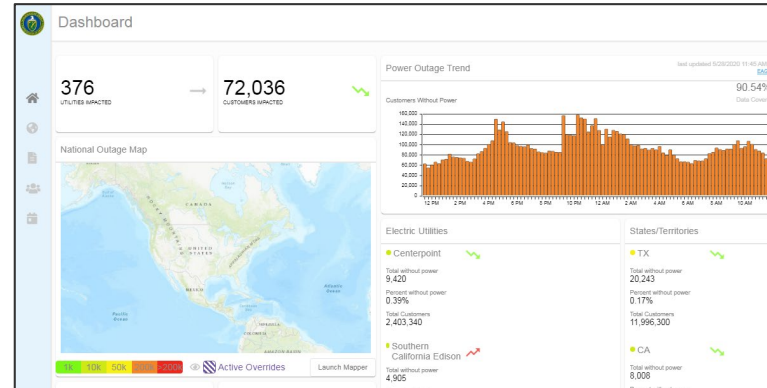 Dashboard
376
UTILITIES IMPACTED
72,036
CUSTOMERS IMPACTED
National Outage Map
CANADA
UNITED
STATES
MEXICO
Atlantic
Ocean
Pacific
Ocean
1k 10k 50k >200k
Active Overrides
Launch Mapper
Power Outage Trend
last updated 9/29/2020 11:45 AM
90.54%
Data Cover
Customers Without Power
160,000
140,000
120,000
100,000
80,000
60,000
40,000
20,000
12 PM 2 PM 4 PM 6 PM 8 PM 10 PM 12 AM 2 AM 4 AM 6 AM 8 AM 10 AM
Electric Utilities
Centerpoint
Total without power
9,420
Percent without power
0.39%
Total Customers
2,403,340
Southern
California Edison
Total without power
4,905
States/Territories
TX
Total without power
20,243
Percent without power
0.17%
Total Customers
11,996,300
CA
Total without power
8,008